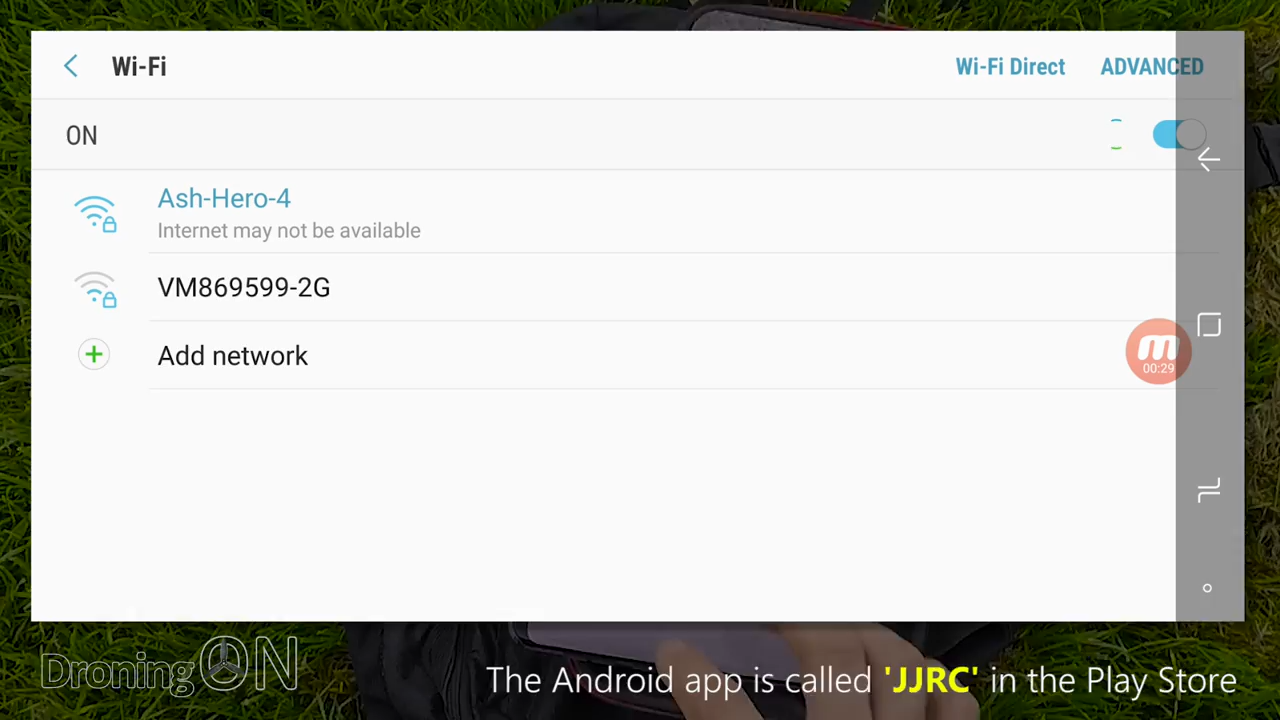 Wi-Fi
Wi-Fi Direct
ADVANCED
ON
Ash-Hero-4
Internet may not be available
VM869599-2G
Add network
00:29
DroningON
The Android app is called 'JJRC' in the Play Store